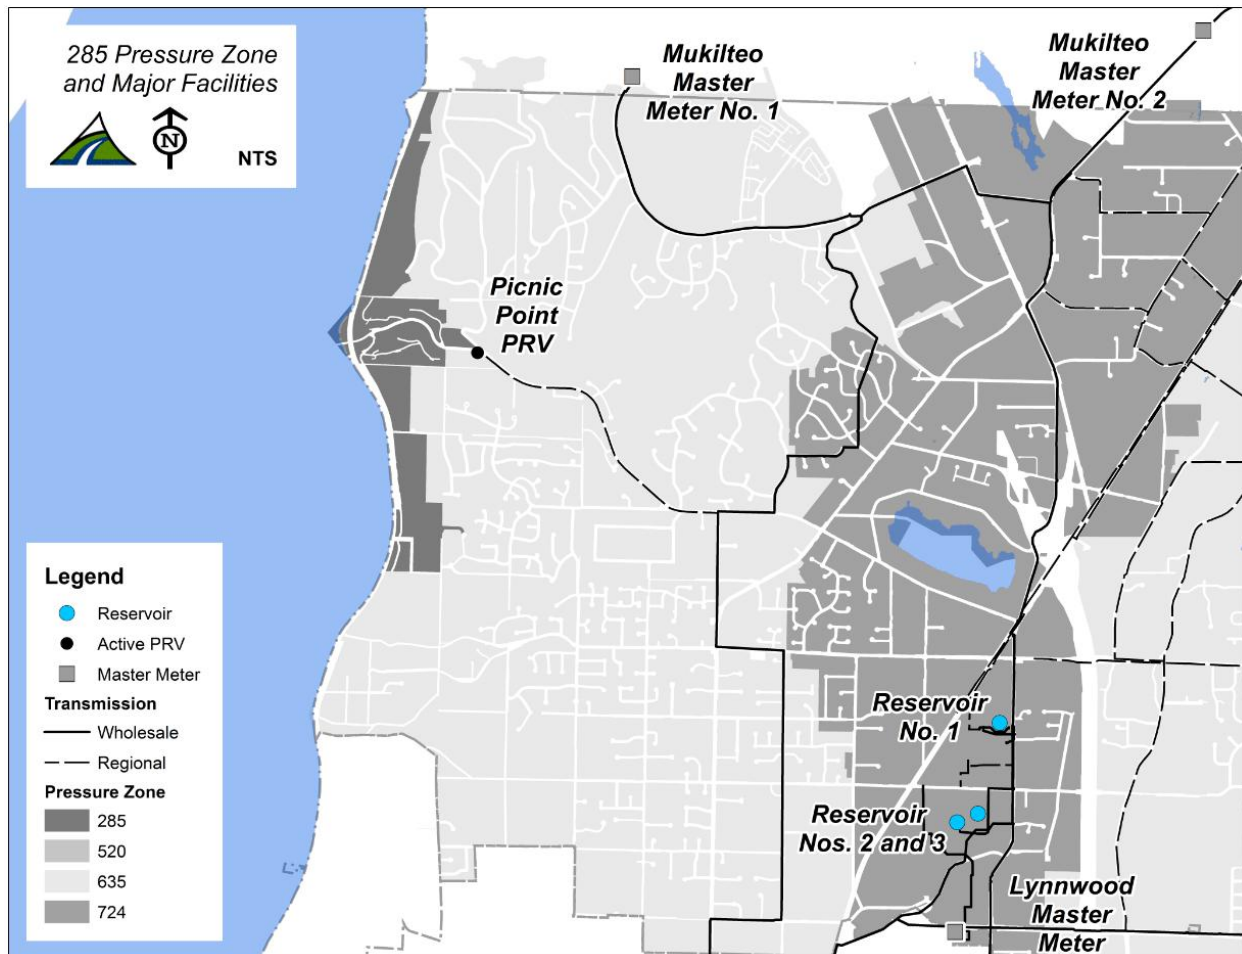 285 Pressure Zone
and Major Facilities
N
NTS
Mukilteo
Master
Meter No. 1
Mukilteo
Master
Meter No. 2
Picnic
Point
PRV
Reservoir
No. 1
Reservoir
Nos. 2 and 3
Lynnwood
Master
Meter
Legend
Reservoir
Active PRV
Master Meter
Transmission
Wholesale
Regional
Pressure Zone
285
520
635
724